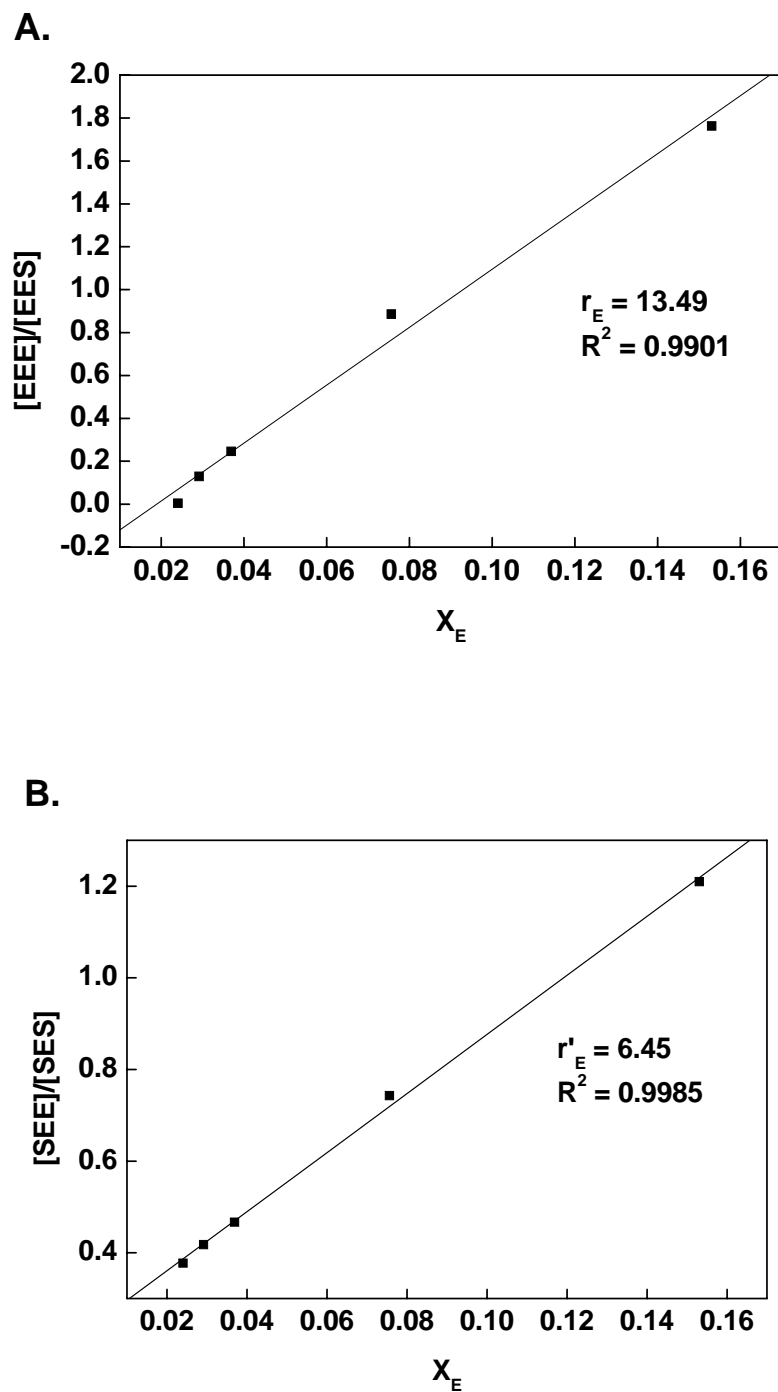 A.
2.0
1.8
1.6
1.4
1.2
1.0
0.8
0.6
0.4
0.2
0.0
-0.2
[EEE]/[EES]
r_E = 13.49
R^2 = 0.9901
0.02 0.04 0.06 0.08 0.10 0.12 0.14 0.16
X_E
B.
1.2
1.0
0.8
0.6
0.4
[SEE]/[SES]
r'_E = 6.45
R^2 = 0.9985
0.02 0.04 0.06 0.08 0.10 0.12 0.14 0.16
X_E